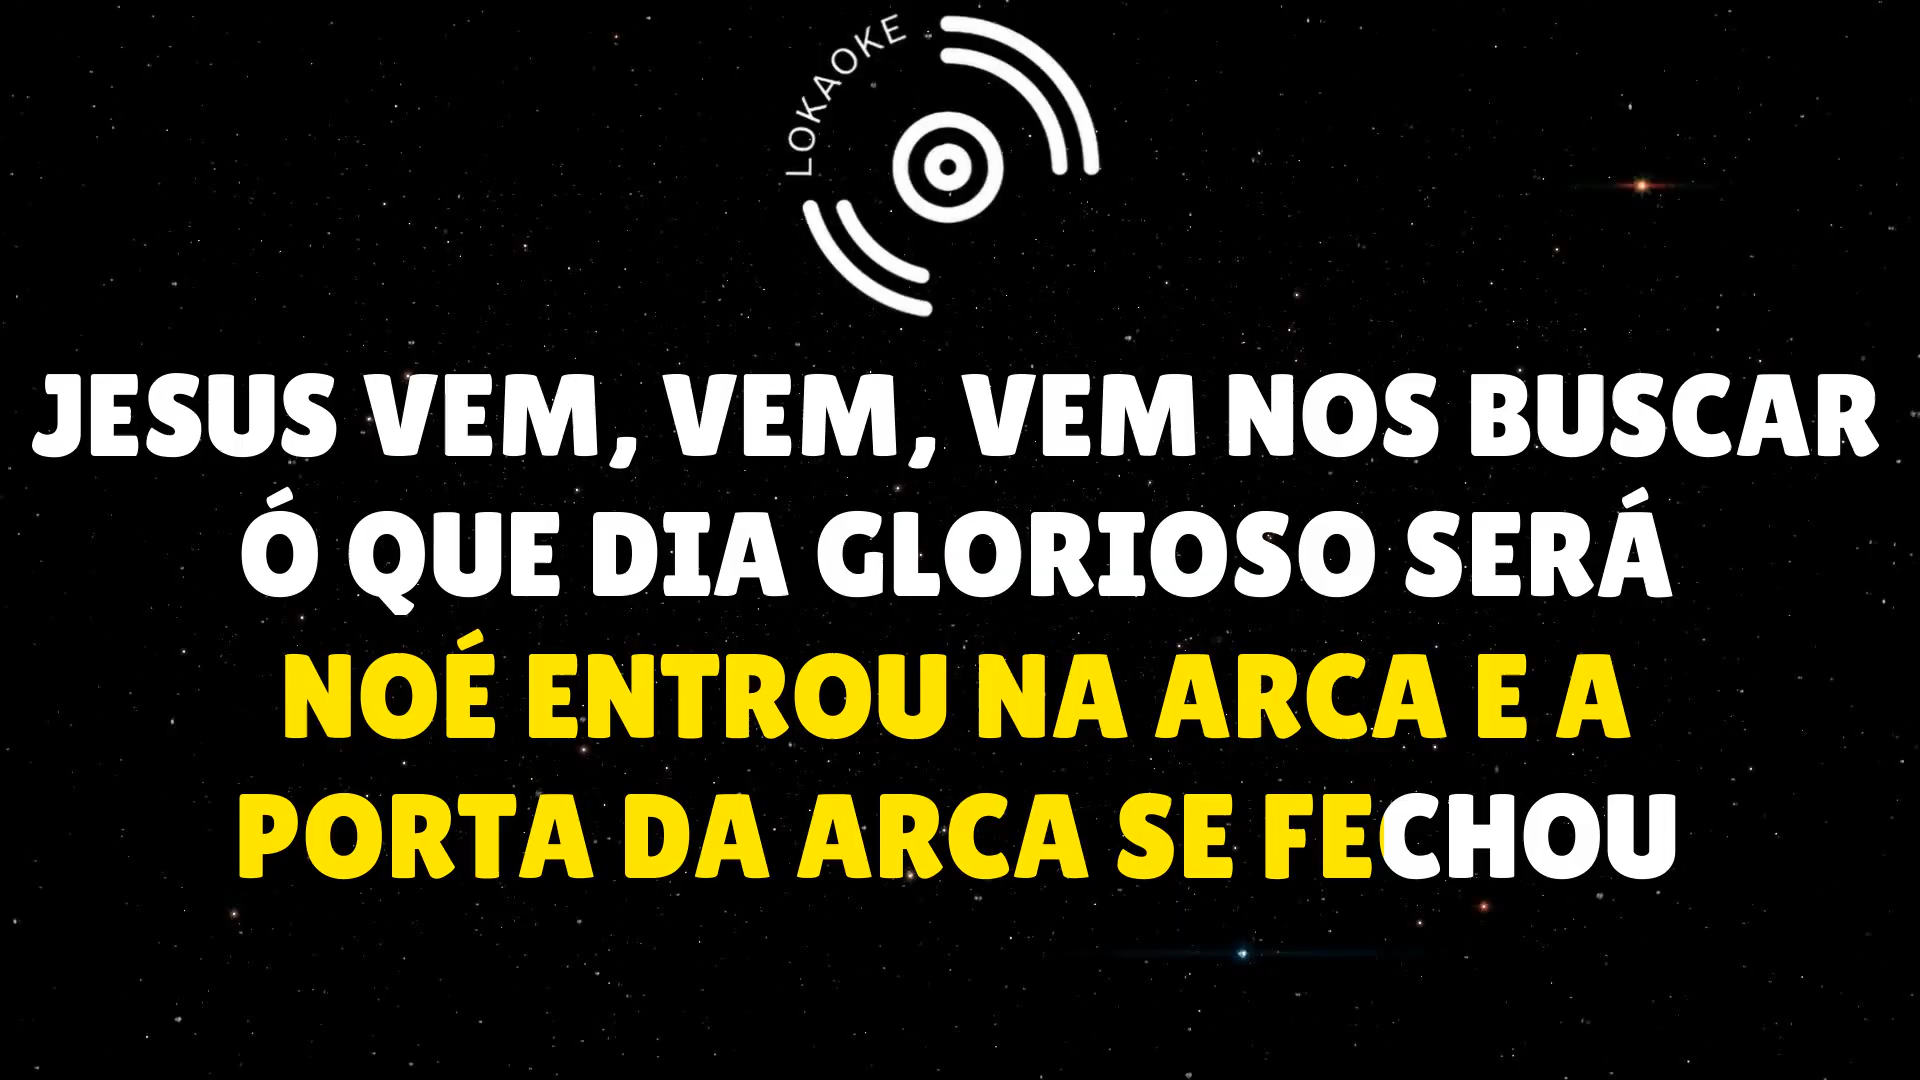 LOKAOKE
JESUS VEM, VEM, VEM NOS BUSCAR
Ó QUE DIA GLORIOSO SERÁ
NOÉ ENTROU NA ARCA E A
PORTA DA ARCA SE FECHOU